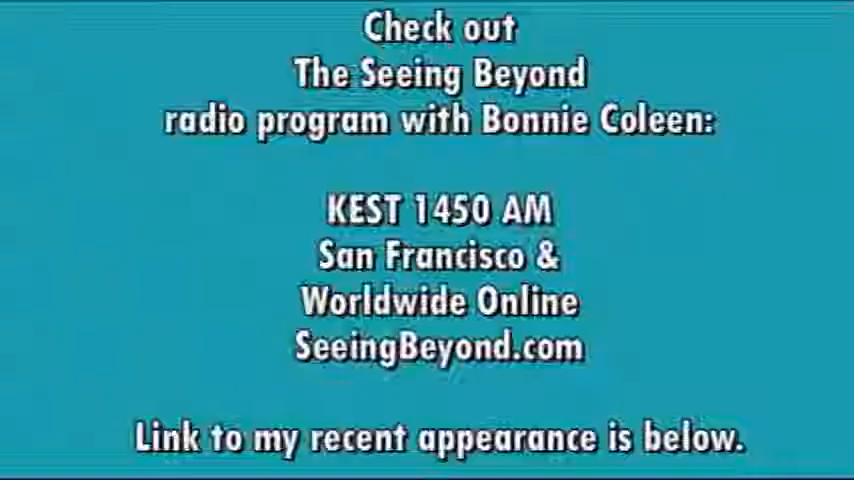 Check out
The Seeing Beyond
radio program with Bonnie Coleen:
KEST 1450 AM
San Francisco &
Worldwide Online
SeeingBeyond.com
Link to my recent appearance is below.